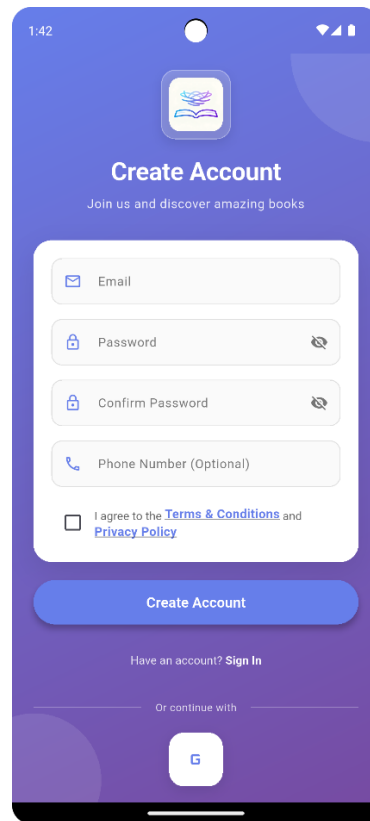 1:42
Create Account
Join us and discover amazing books
Email
Password
Confirm Password
Phone Number (Optional)
I agree to the Terms & Conditions and
Privacy Policy
Create Account
Have an account? Sign In
Or continue with
G